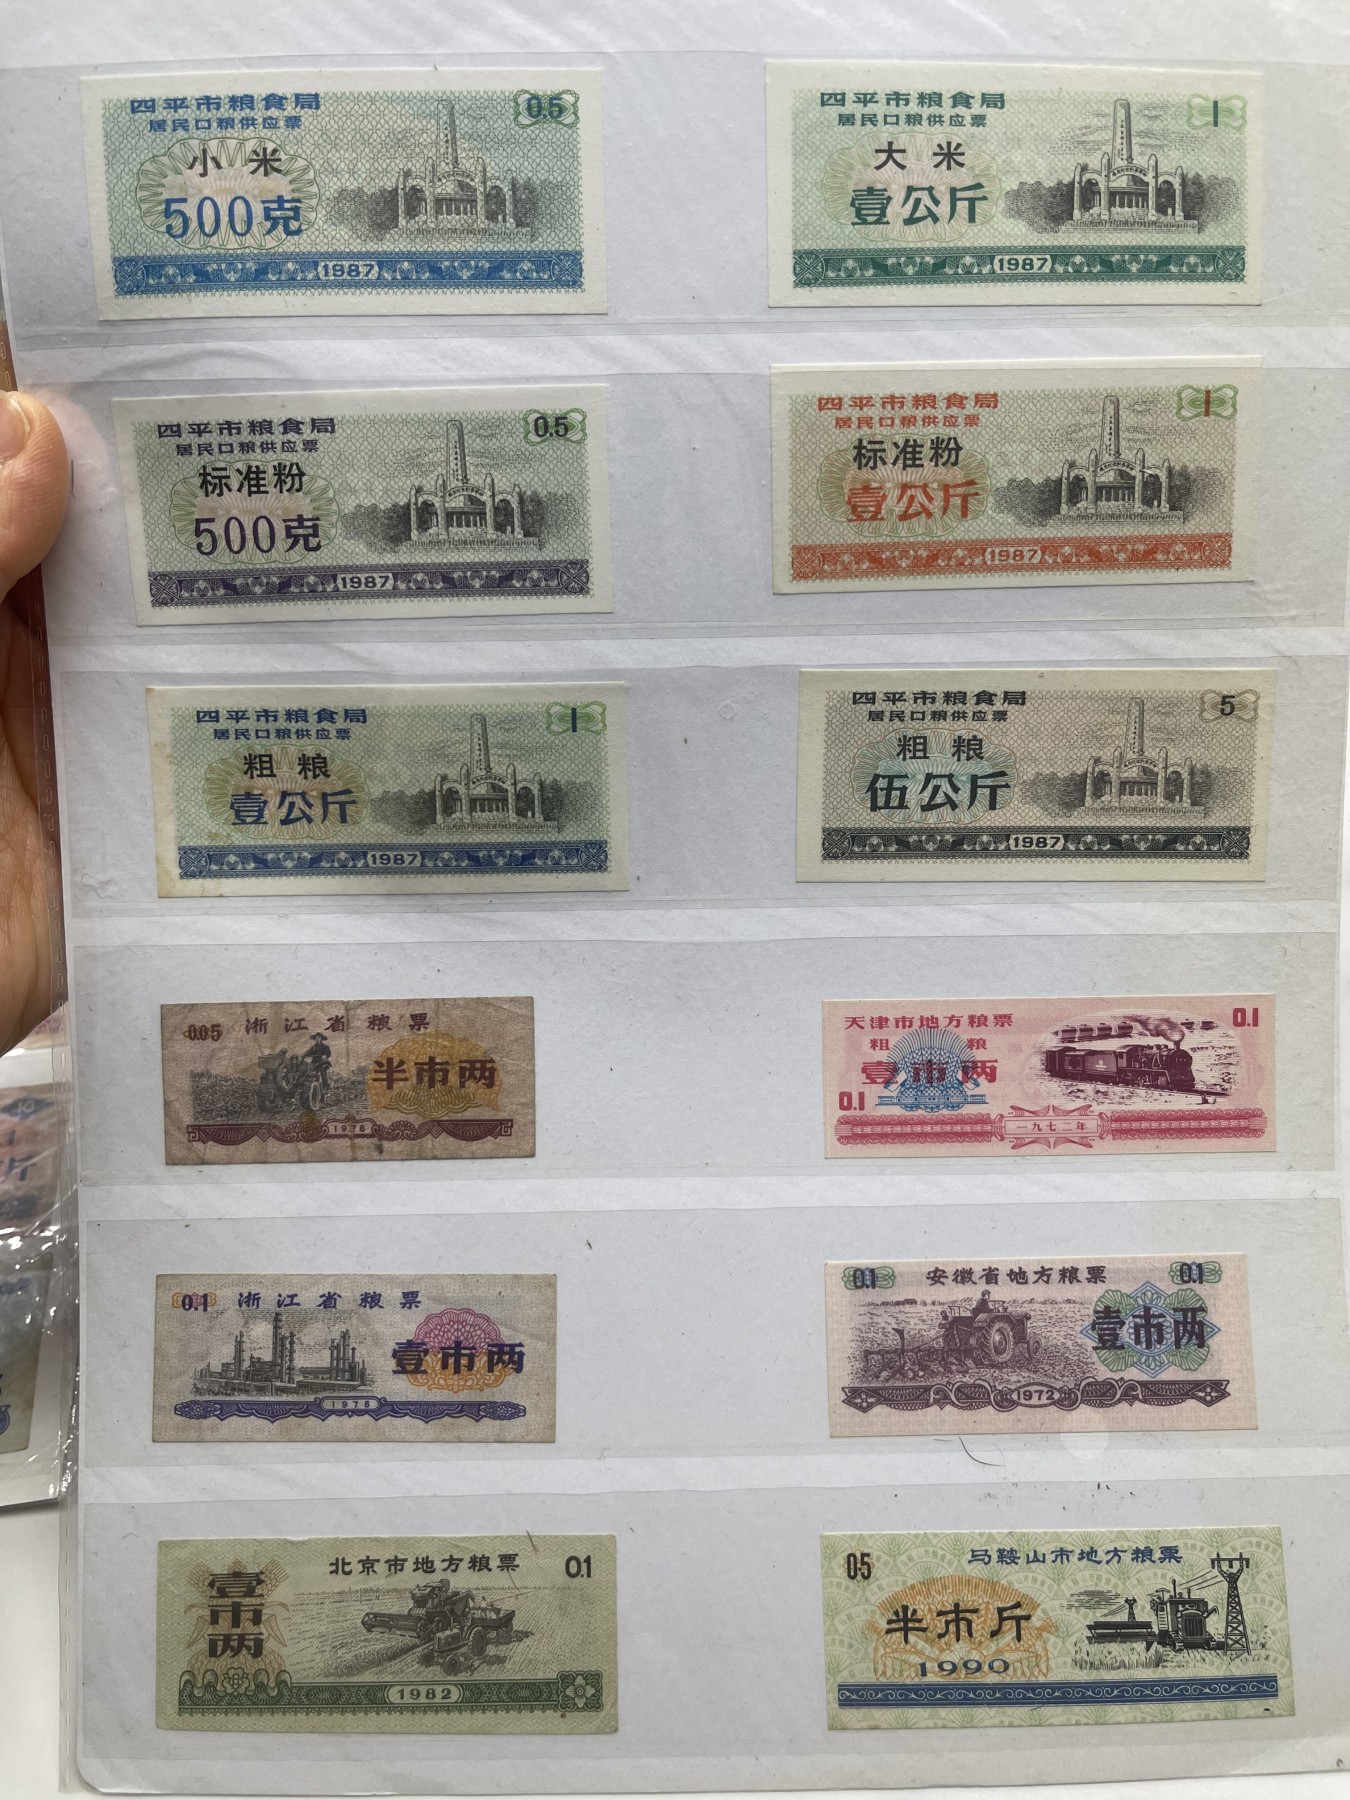 四平市粮食局
居民口粮供应票
0.5
小米
500克
1987
四平市粮食局
居民口粮供应票
1
大米
壹公斤
1987
四平市粮食局
居民口粮供应票
0.5
标准粉
500克
1987
四平市粮食局
居民口粮供应票
1
标准粉
壹公斤
1987
四平市粮食局
居民口粮供应票
1
粗粮
壹公斤
1987
四平市粮食局
居民口粮供应票
5
粗粮
伍公斤
1987
0.05 浙江省粮票
半市两
1976
天津市地方粮票
0.1
粗粮
壹市两
0.1
一九七二年
0.1 浙江省粮票
壹市两
1976
0.1 安徽省地方粮票 0.1
壹市两
1972
北京市地方粮票 0.1
壹市两
1982
0.5 马鞍山市地方粮票
半市斤
1990